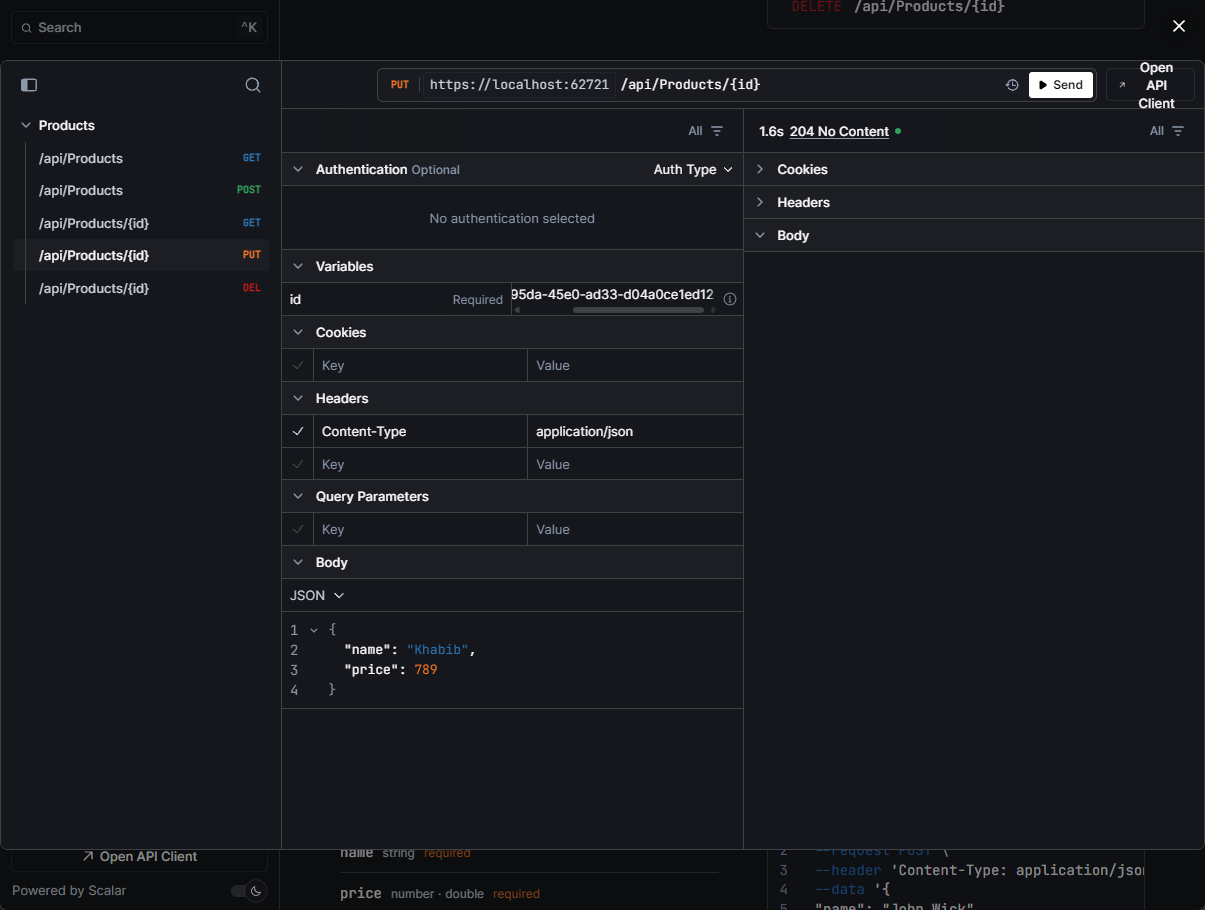 Search ^K
DELETE /api/Products/{id}
PUT https://localhost:62721 /api/Products/{id} Send
Open API Client
Products
/api/Products GET
/api/Products POST
/api/Products/{id} GET
/api/Products/{id} PUT
/api/Products/{id} DEL
All
Authentication Optional Auth Type
No authentication selected
Variables
id Required 95da-45e0-ad33-d04a0ce1ed12
Cookies
Key Value
Headers
Content-Type application/json
Key Value
Query Parameters
Key Value
Body
JSON
1 {
2 "name": "Khabib",
3 "price": 789
4 }
1.6s 204 No Content All
Cookies
Headers
Body
Open API Client
Powered by Scalar
name string required
price number · double required
2 --request POST \
3 --header 'Content-Type: application/jso
4 --data '{
5 "name": "John Wick"